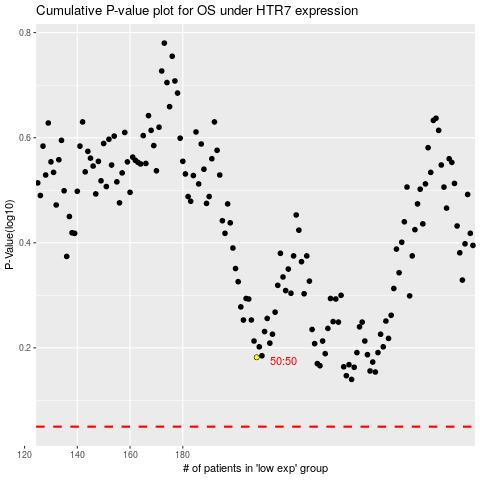 Cumulative P-value plot for OS under HTR7 expression
P-Value(log10)
0.8
0.6
0.4
0.2
50:50
120 140 160 180
# of patients in 'low exp' group